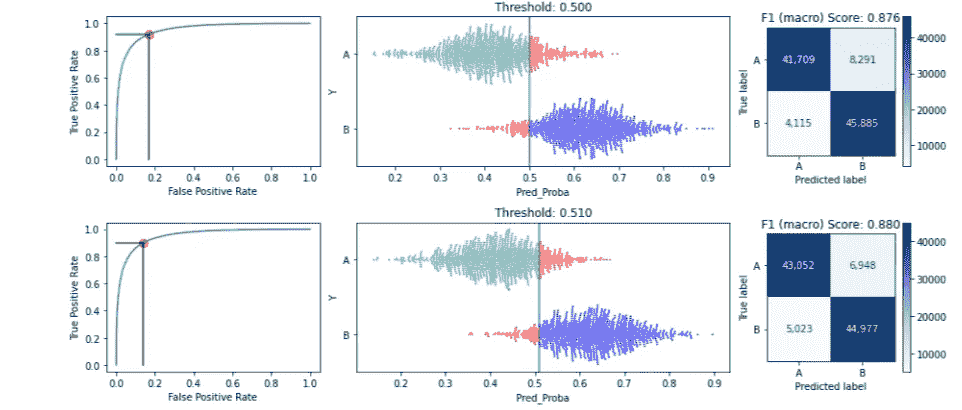 Threshold: 0.500
F1 (macro) Score: 0.876
True Positive Rate
1.0
0.8
0.6
0.4
0.2
0.0
0.0 0.2 0.4 0.6 0.8 1.0
False Positive Rate
Y
A
B
0.2 0.3 0.4 0.5 0.6 0.7 0.8 0.9
Pred_Proba
True label
A
B
41,709 8,291
4,115 45,885
A B
Predicted label
40000
30000
20000
10000
Threshold: 0.510
F1 (macro) Score: 0.880
True Positive Rate
1.0
0.8
0.6
0.4
0.2
0.0
0.0 0.2 0.4 0.6 0.8 1.0
False Positive Rate
Y
A
B
0.2 0.3 0.4 0.5 0.6 0.7 0.8 0.9
Pred_Proba
True label
A
B
43,052 6,948
5,023 44,977
A B
Predicted label
40000
30000
20000
10000